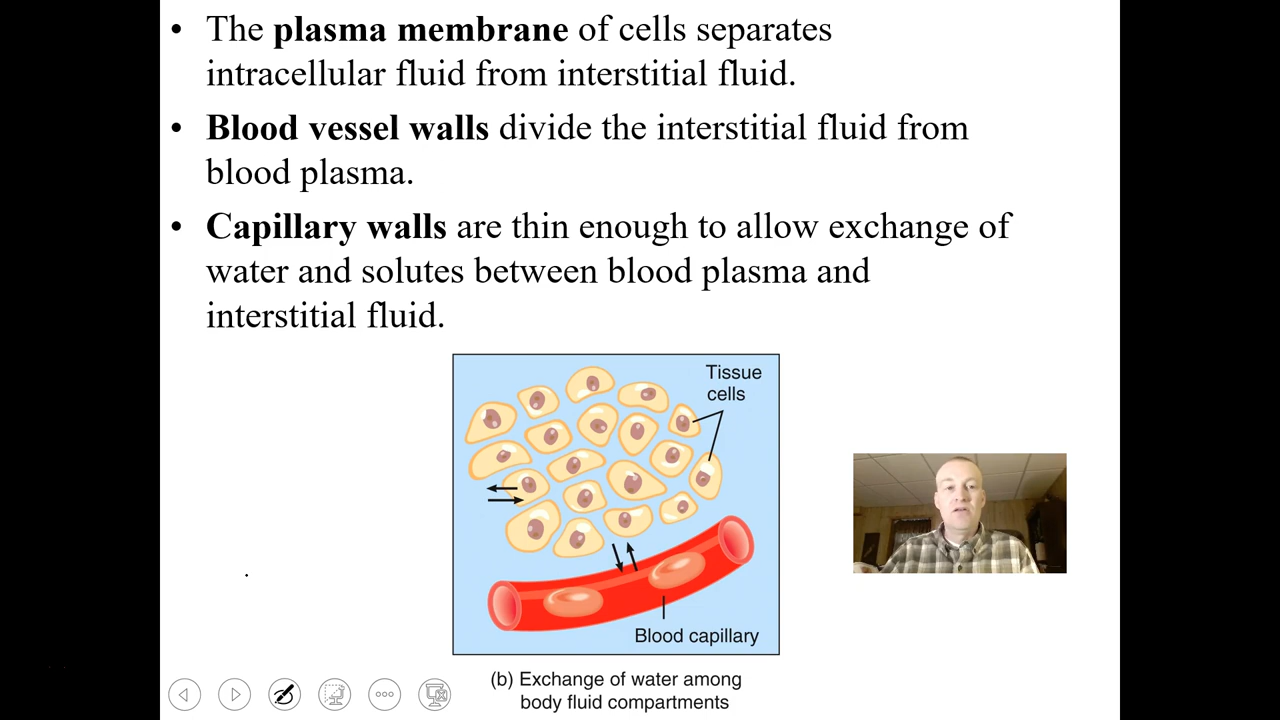 • The plasma membrane of cells separates
intracellular fluid from interstitial fluid.
• Blood vessel walls divide the interstitial fluid from
blood plasma.
• Capillary walls are thin enough to allow exchange of
water and solutes between blood plasma and
interstitial fluid.
Tissue
cells
Blood capillary
(b) Exchange of water among
body fluid compartments